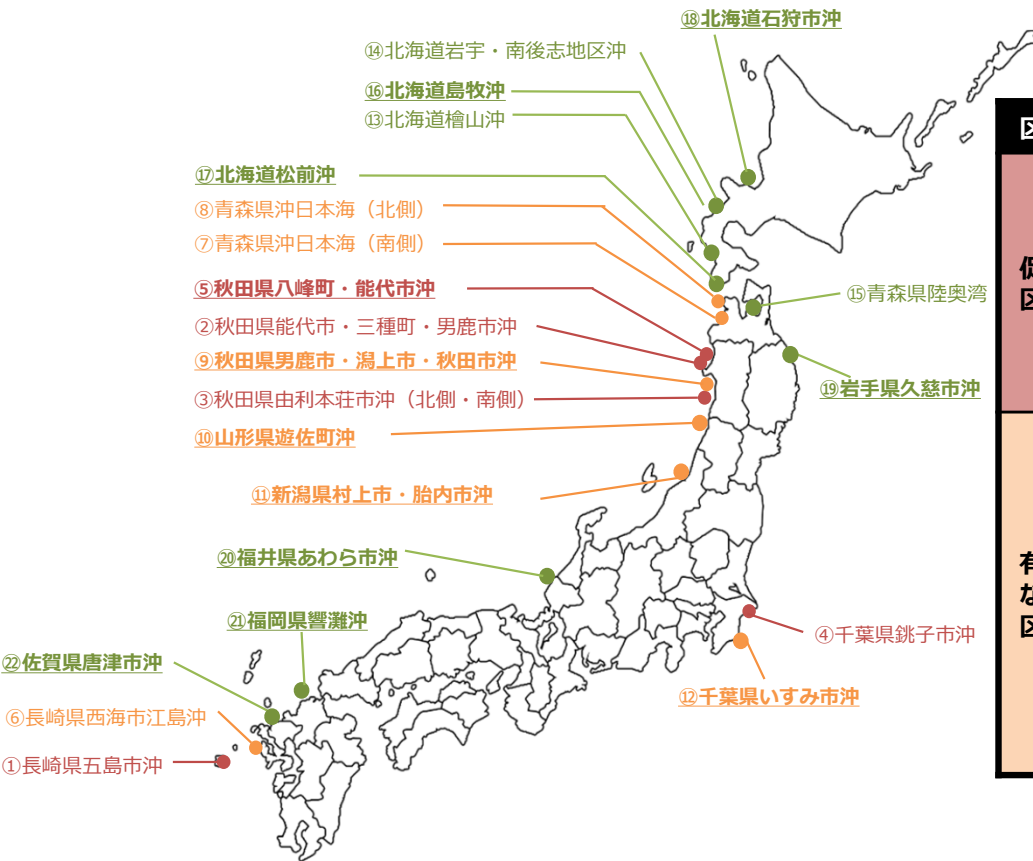 ⑱北海道石狩市沖
⑭北海道岩宇・南後志地区沖
⑯北海道島牧沖
⑬北海道檜山沖
⑰北海道松前沖
⑧青森県沖日本海（北側）
⑦青森県沖日本海（南側）
⑤秋田県八峰町・能代市沖
⑮青森県陸奥湾
②秋田県能代市・三種町・男鹿市沖
⑨秋田県男鹿市・潟上市・秋田市沖
⑲岩手県久慈市沖
③秋田県由利本荘市沖（北側・南側）
⑩山形県遊佐町沖
⑪新潟県村上市・胎内市沖
⑳福井県あわら市沖
㉑福岡県響灘沖
④千葉県銚子市沖
㉒佐賀県唐津市沖
⑫千葉県いすみ市沖
⑥長崎県西海市江島沖
①長崎県五島市沖
区
区
有
な
区